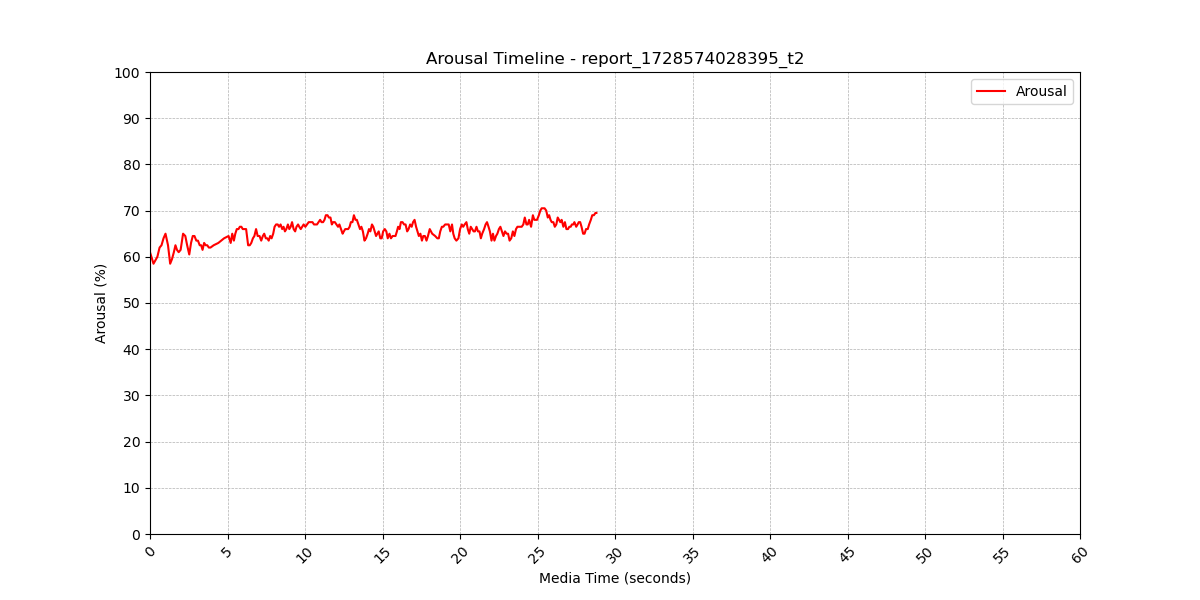 Arousal Timeline - report_1728574028395_t2
100
90
80
70
60
50
40
30
20
10
0
Arousal (%)
Arousal
0 5 10 15 20 25 30 35 40 45 50 55 60
Media Time (seconds)